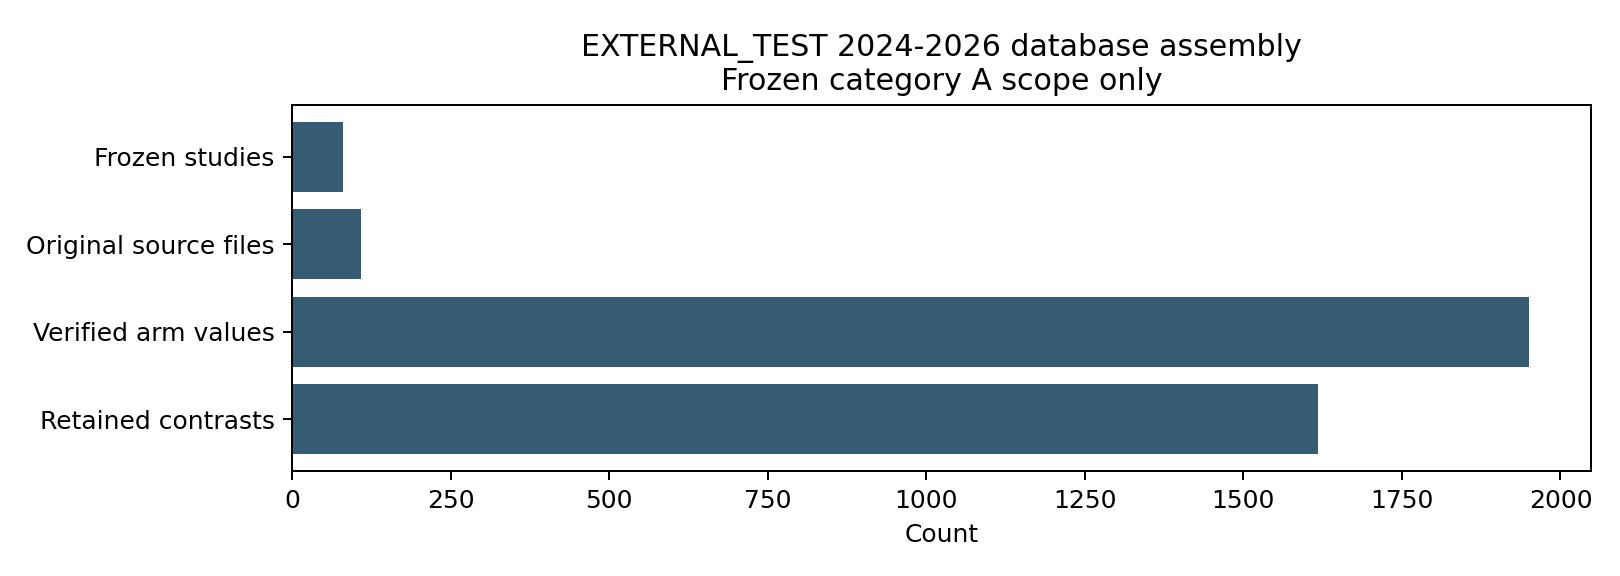 EXTERNAL_TEST 2024-2026 database assembly
Frozen category A scope only
Frozen studies
Original source files
Verified arm values
Retained contrasts
0 250 500 750 1000 1250 1500 1750 2000
Count